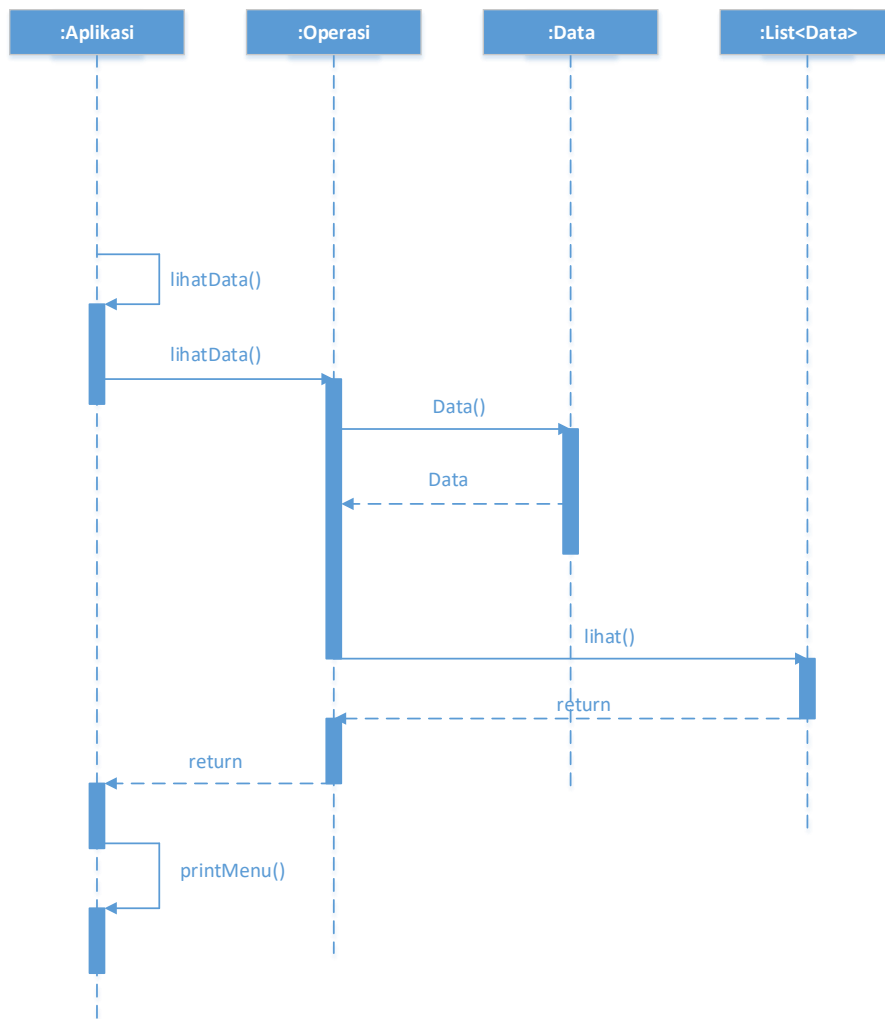 :Aplikasi
:Operasi
:Data
:List<Data>
lihatData()
lihatData()
Data()
Data
lihat()
return
return
printMenu()